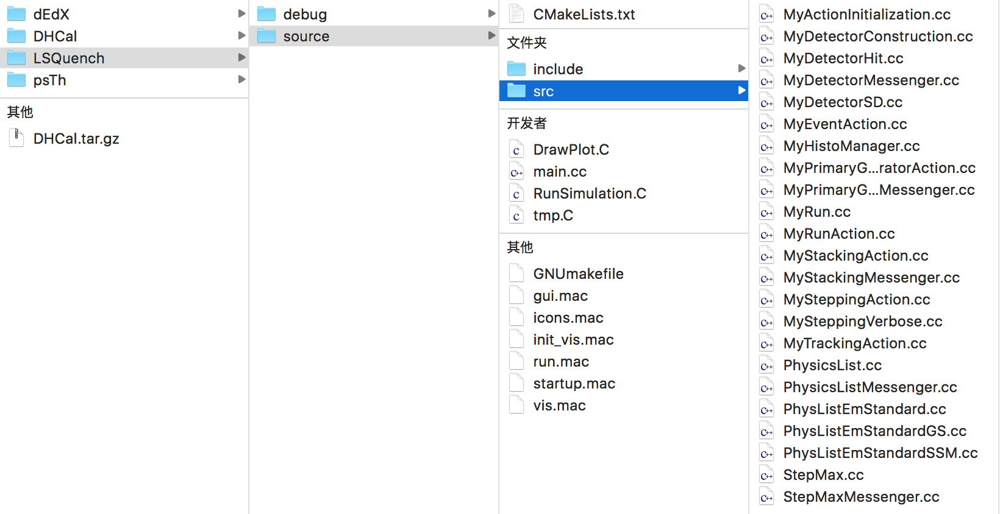 dEdX
DHCal
LSQuench
psTh
其他
DHCal.tar.gz
debug
source
CMakeLists.txt
文件夹
include
src
开发者
DrawPlot.C
main.cc
RunSimulation.C
tmp.C
其他
GNUmakefile
gui.mac
icons.mac
init_vis.mac
run.mac
startup.mac
vis.mac
MyActionInitialization.cc
MyDetectorConstruction.cc
MyDetectorHit.cc
MyDetectorMessenger.cc
MyDetectorSD.cc
MyEventAction.cc
MyHistoManager.cc
MyPrimaryG...ratorAction.cc
MyPrimaryG...Messenger.cc
MyRun.cc
MyRunAction.cc
MyStackingAction.cc
MyStackingMessenger.cc
MySteppingAction.cc
MySteppingVerbose.cc
MyTrackingAction.cc
PhysicsList.cc
PhysicsListMessenger.cc
PhysListEmStandard.cc
PhysListEmStandardGS.cc
PhysListEmStandardSSM.cc
StepMax.cc
StepMaxMessenger.cc